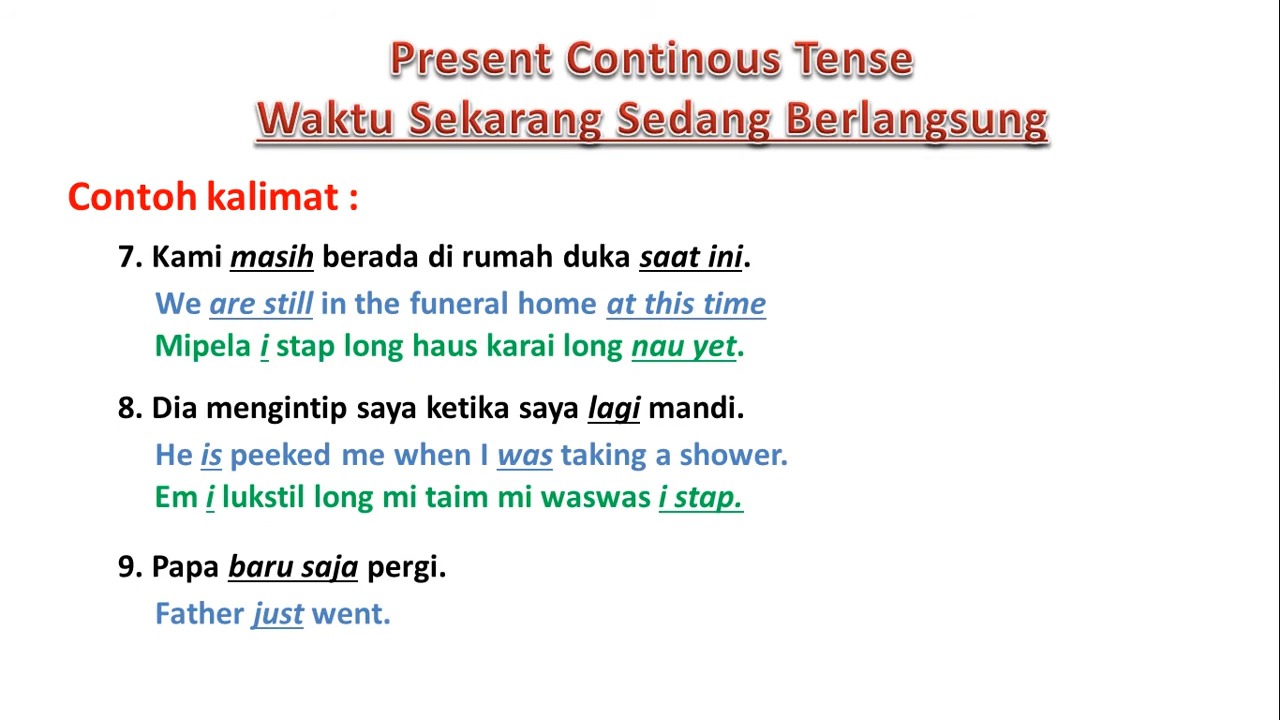 Present Continous Tense
Waktu Sekarang Sedang Berlangsung
Contoh kalimat :
7. Kami masih berada di rumah duka saat ini.
We are still in the funeral home at this time
Mipela i stap long haus karai long nau yet.
8. Dia mengintip saya ketika saya lagi mandi.
He is peeked me when I was taking a shower.
Em i lukstil long mi taim mi waswas i stap.
9. Papa baru saja pergi.
Father just went.